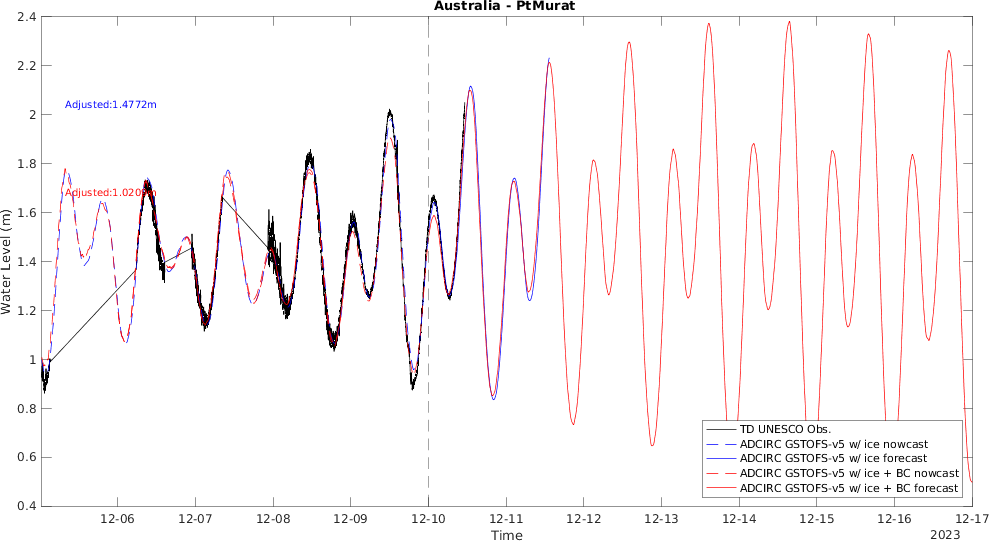 Australia - PtMurat
2.4
2.2
2
1.8
1.6
1.4
1.2
1
0.8
0.6
0.4
Water Level (m)
Adjusted:1.4772m
TD UNESCO Obs.
ADCIRC GSTOFS-v5 w/ ice nowcast
ADCIRC GSTOFS-v5 w/ ice forecast
ADCIRC GSTOFS-v5 w/ ice + BC nowcast
ADCIRC GSTOFS-v5 w/ ice + BC forecast
12-06 12-07 12-08 12-09 12-10 12-11 12-12 12-13 12-14 12-15 12-16 12-17
Time
2023